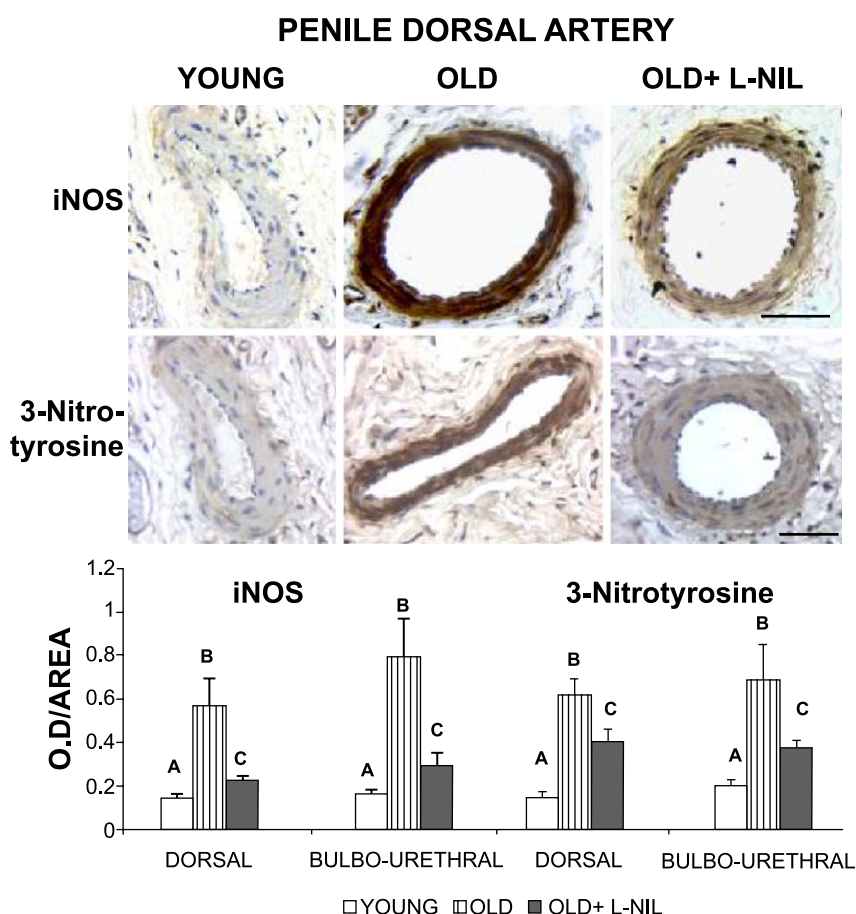 PENILE DORSAL ARTERY
YOUNG OLD OLD+ L-NIL
iNOS
3-Nitro-
tyrosine
iNOS 3-Nitrotyrosine
O.D/AREA
1.2
1
0.8
0.6
0.4
0.2
0
A B C A B C A B C A B C
DORSAL BULBO-URETHRAL DORSAL BULBO-URETHRAL
YOUNG OLD OLD+ L-NIL